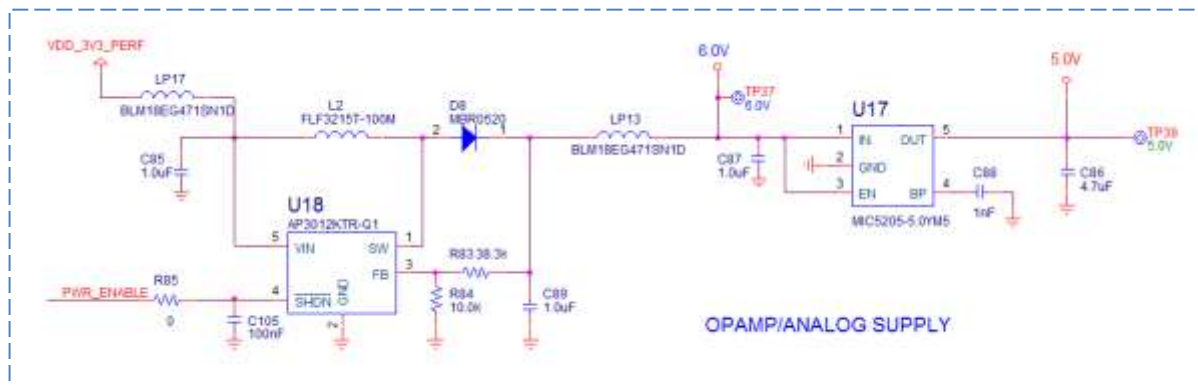 VDD_3V3_PERF
LP17
BLM18EG471SN1D
L2
FLF3215T-100M
2
D8
MBR0520
1
LP13
BLM18EG471SN1D
6.0V
TP37
6.0V
5.0V
TP38
5.0V
U17
1
IN
OUT
5
2
GND
3
EN
BP
4
MIC5205-5.0YM5
C85
1.0uF
C87
1.0uF
C88
1nF
C86
4.7uF
U18
AP3012KTR-G1
5
VIN
SW
1
FB
3
4
SHDN
GND
2
R83 38.3k
R84
10.0K
C89
1.0uF
PWR_ENABLE
R85
0
C105
100nF
OPAMP/ANALOG SUPPLY